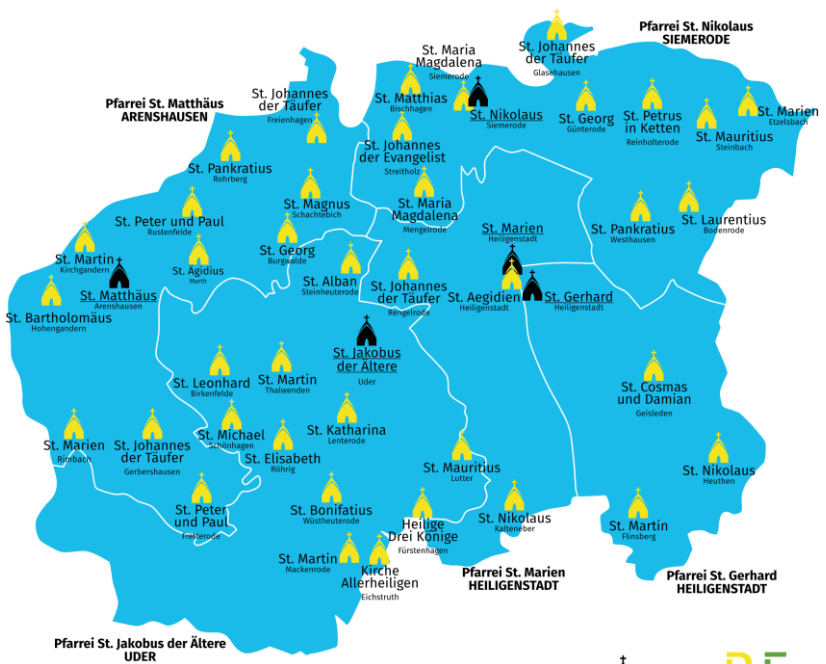 Pfarrei St. Nikolaus
SIEMERODE
St. Maria
Magdalena
Siemerode
St. Johannes
der Täufer
Glasehausen
St. Johannes
der Täufer
Freienhagen
Pfarrei St. Matthäus
ARENSHAUSEN
St. Matthias
Bischhagen
St. Nikolaus
Siemerode
St. Georg
Günterode
St. Petrus
in Ketten
Reinholterode
St. Mauritius
Steinbach
St. Marien
Etzelsbach
St. Johannes
der Evangelist
Streitholz
St. Pankratius
Rohrberg
St. Magnus
Schachtebich
St. Maria
Magdalena
Mengelrode
St. Peter und Paul
Rustenfelde
St. Pankratius
Westhausen
St. Laurentius
Bodenrode
St. Marien
Heiligenstadt
St. Martin
Kirchgandern
St. Ägidius
Marth
St. Georg
Burgwalde
St. Alban
Steinheuterode
St. Johannes
der Täufer
Rengelrode
St. Matthäus
Arenshausen
St. Aegidien
Heiligenstadt
St. Gerhard
Heiligenstadt
St. Bartholomäus
Hohengandern
St. Jakobus
der Ältere
Uder
St. Leonhard
Birkenfelde
St. Martin
Thalwenden
St. Cosmas
und Damian
Geisleden
St. Marien
Rimbach
St. Johannes
der Täufer
Gerbershausen
St. Michael
Schönhagen
St. Katharina
Lenterode
St. Elisabeth
Röhrig
St. Mauritius
Lutter
St. Nikolaus
Heuthen
St. Peter
und Paul
Fretterode
St. Bonifatius
Wüstheuterode
Heilige
Drei Könige
Fürstenhagen
St. Nikolaus
Kalteneber
St. Martin
Flinsberg
St. Martin
Mackenrode
Kirche
Allerheiligen
Eichstruth
Pfarrei St. Marien
HEILIGENSTADT
Pfarrei St. Gerhard
HEILIGENSTADT
Pfarrei St. Jakobus der Ältere
UDER